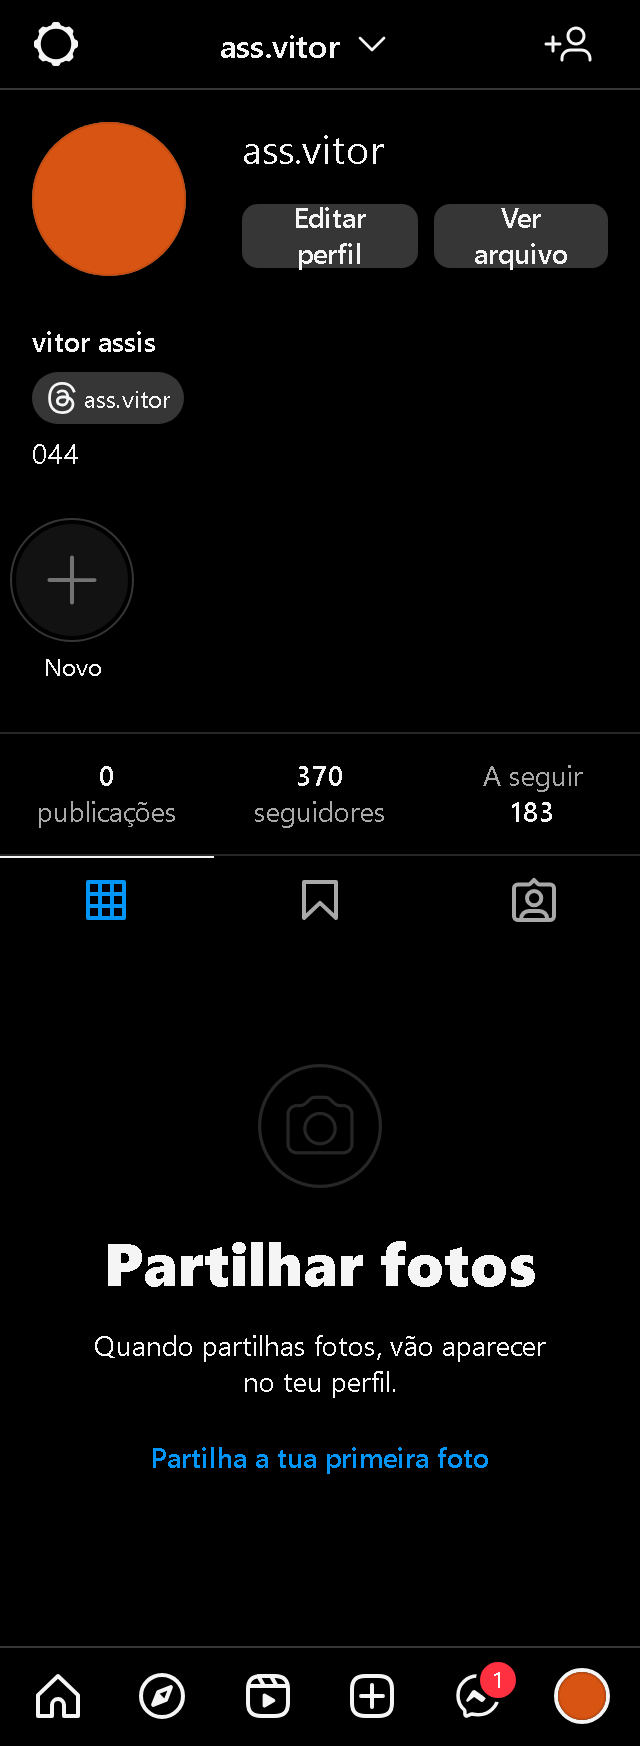 ass.vitor
ass.vitor
Editar
perfil
Ver
arquivo
vitor assis
ass.vitor
044
Novo
0
publicações
370
seguidores
A seguir
183
Partilhar fotos
Quando partilhas fotos, vão aparecer
no teu perfil.
Partilha a tua primeira foto
1